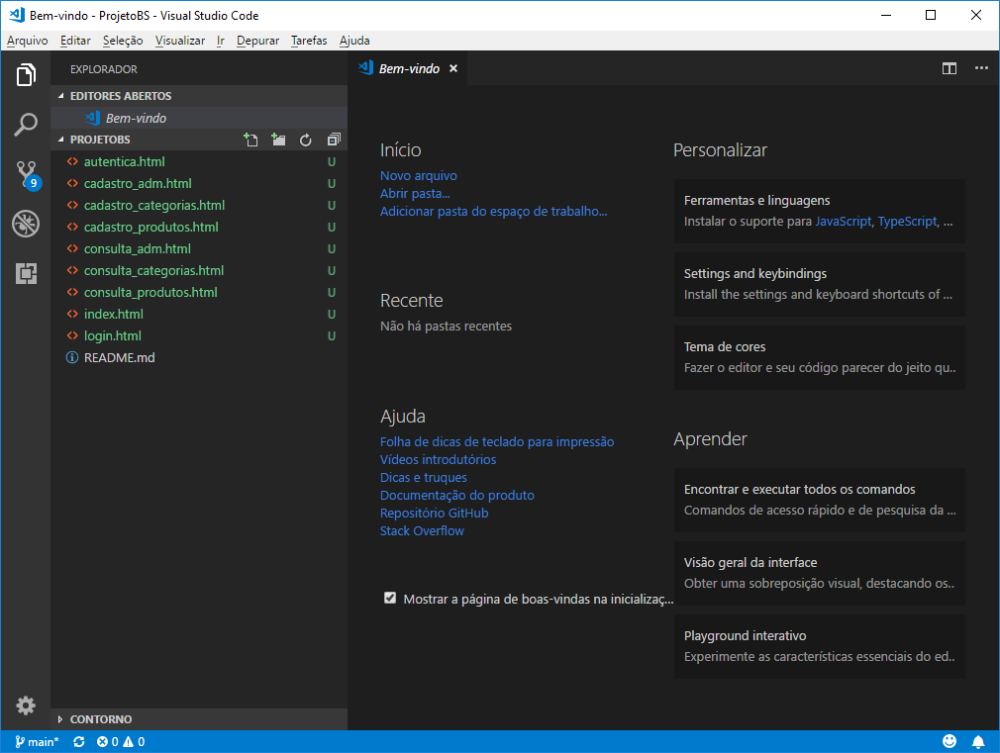 Bem-vindo - ProjetoBS - Visual Studio Code
Arquivo Editar Seleção Visualizar Ir Depurar Tarefas Ajuda
EXPLORADOR
EDITORES ABERTOS
Bem-vindo
PROJETOBS
autentica.html U
cadastro_adm.html U
cadastro_categorias.html U
cadastro_produtos.html U
consulta_adm.html U
consulta_categorias.html U
consulta_produtos.html U
index.html U
login.html U
README.md
CONTORNO
9
Bem-vindo
Início
Novo arquivo
Abrir pasta...
Adicionar pasta do espaço de trabalho...
Recente
Não há pastas recentes
Ajuda
Folha de dicas de teclado para impressão
Vídeos introdutórios
Dicas e truques
Documentação do produto
Repositório GitHub
Stack Overflow
Mostrar a página de boas-vindas na inicializaç...
Personalizar
Ferramentas e linguagens
Instalar o suporte para JavaScript, TypeScript, ...
Settings and keybindings
Install the settings and keyboard shortcuts of ...
Tema de cores
Fazer o editor e seu código parecer do jeito qu...
Aprender
Encontrar e executar todos os comandos
Comandos de acesso rápido e de pesquisa da ...
Visão geral da interface
Obter uma sobreposição visual, destacando os...
Playground interativo
Experimente as características essenciais do ed...
main* 0 0